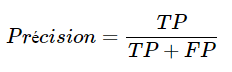 Précision = TP / (TP + FP)